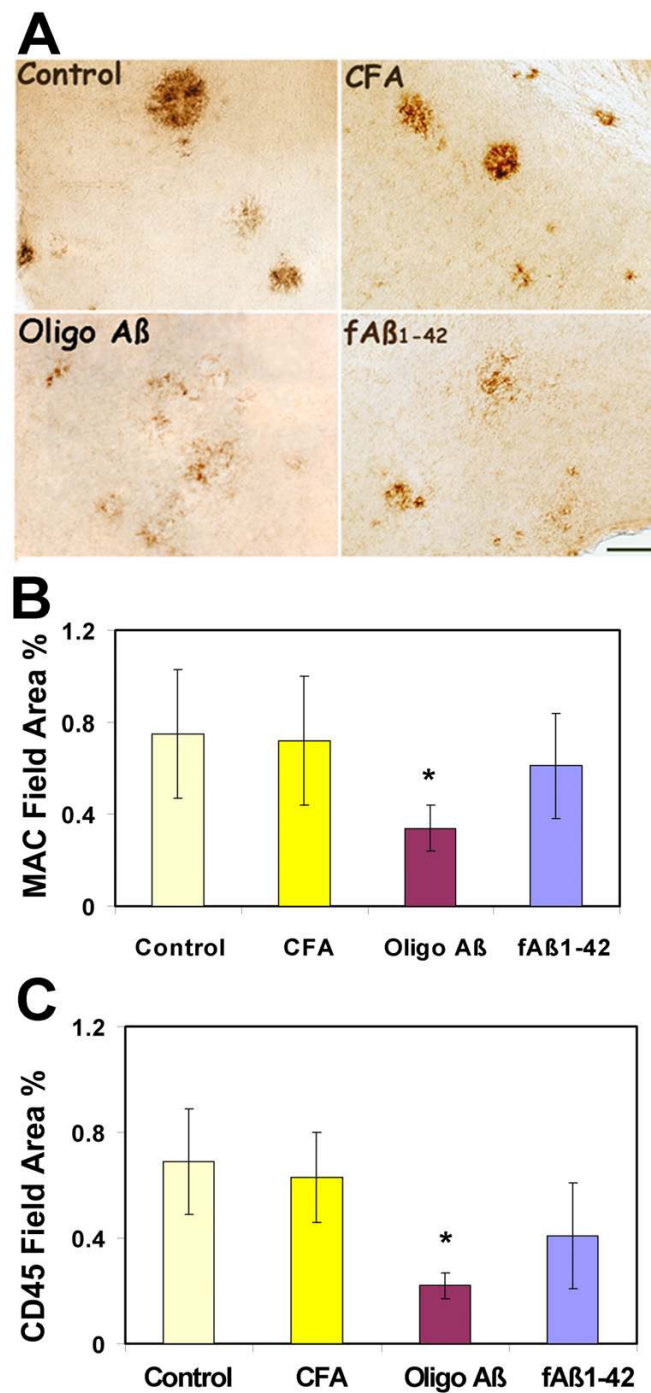 A
Control
CFA
Oligo Aß
fAß1-42
B
MAC Field Area %
1.2
0.8
0.4
0
*
Control
CFA
Oligo Aß
fAß1-42
C
CD45 Field Area %
1.2
0.8
0.4
0
*
Control
CFA
Oligo Aß
fAß1-42